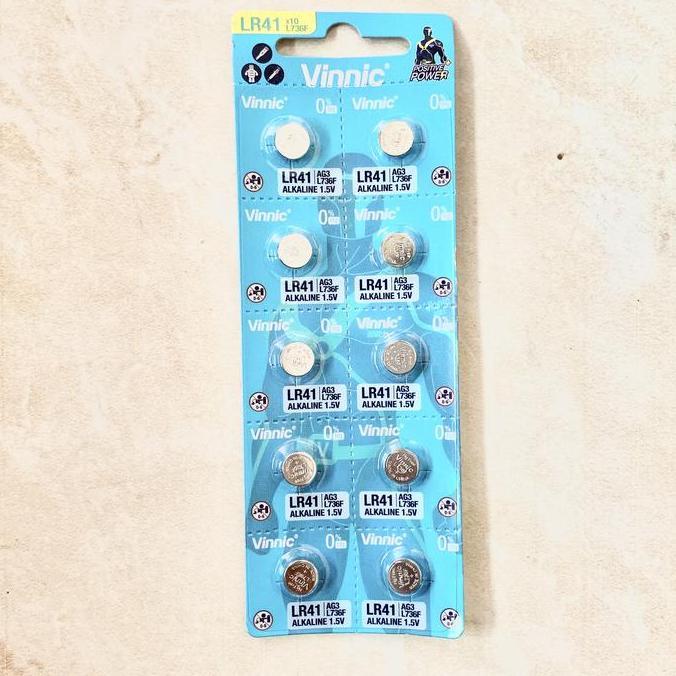 LR41 x10
L736F
Vinnic®
POSITIVE
POWER
Vinnic® 0%
Vinnic® 0%
LR41 AG3
L736F
ALKALINE 1.5V
LR41 AG3
L736F
ALKALINE 1.5V
Vinnic® 0%
Vinnic® 0%
LR41 AG3
L736F
ALKALINE 1.5V
LR41 AG3
L736F
ALKALINE 1.5V
Vinnic® 0%
Vinnic® 0%
LR41 AG3
L736F
ALKALINE 1.5V
LR41 AG3
L736F
ALKALINE 1.5V
Vinnic® 0%
Vinnic® 0%
Vinnic
LR41 AG3
L736F
ALKALINE 1.5V
LR41 AG3
L736F
ALKALINE 1.5V
Vinnic® 0%
Vinnic® 0%
Vinnic
Vinnic
LR41 AG3
L736F
ALKALINE 1.5V
LR41 AG3
L736F
ALKALINE 1.5V